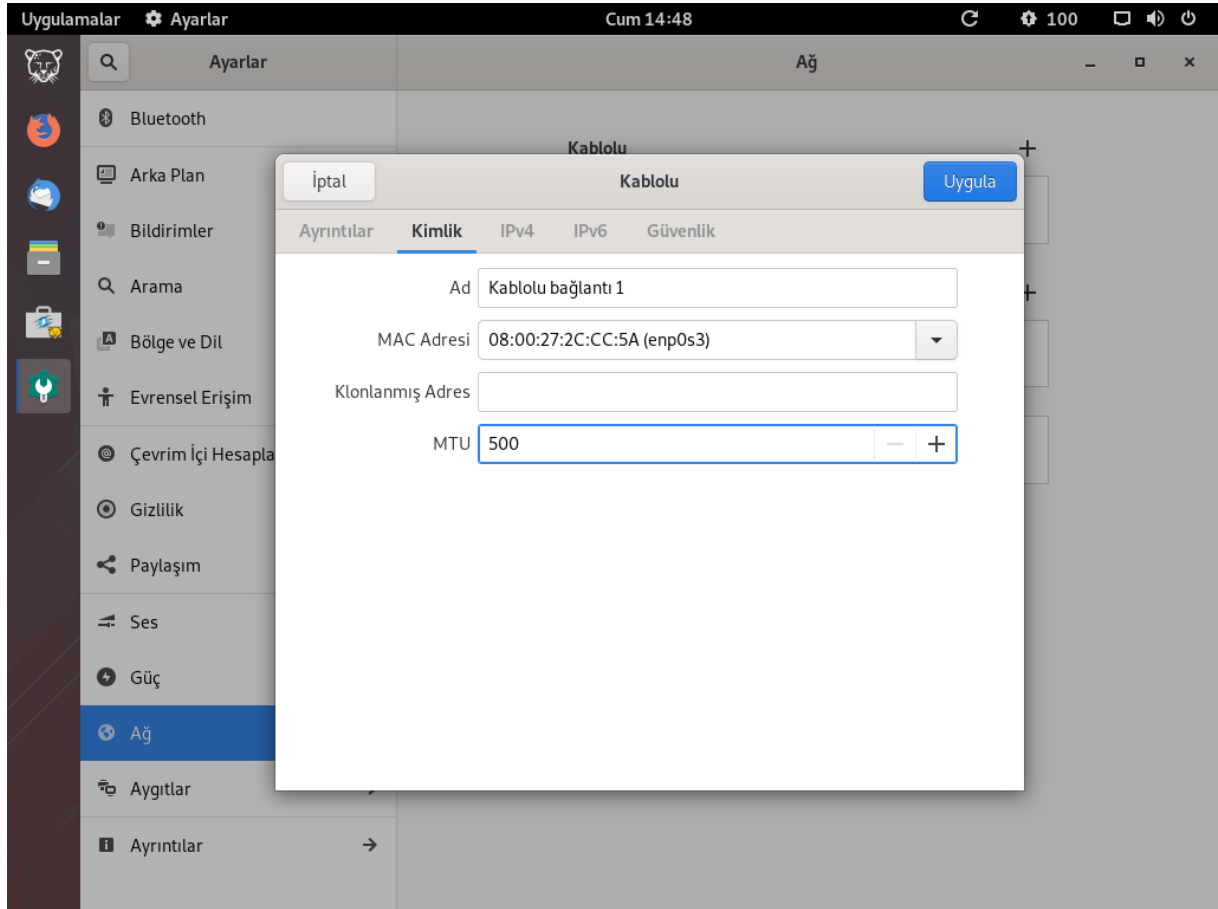 Uygulamalar Ayarlar Cum 14:48 100
Ayarlar Ağ
Bluetooth
Arka Plan
Bildirimler
Arama
Bölge ve Dil
Evrensel Erişim
Çevrim İçi Hesapla
Gizlilik
Paylaşım
Ses
Güç
Ağ
Aygıtlar
Ayrıntılar
Kablolu
İptal Kablolu Uygula
Ayrıntılar Kimlik IPv4 IPv6 Güvenlik
Ad Kablolu bağlantı 1
MAC Adresi 08:00:27:2C:CC:5A (enp0s3)
Klonlanmış Adres
MTU 500